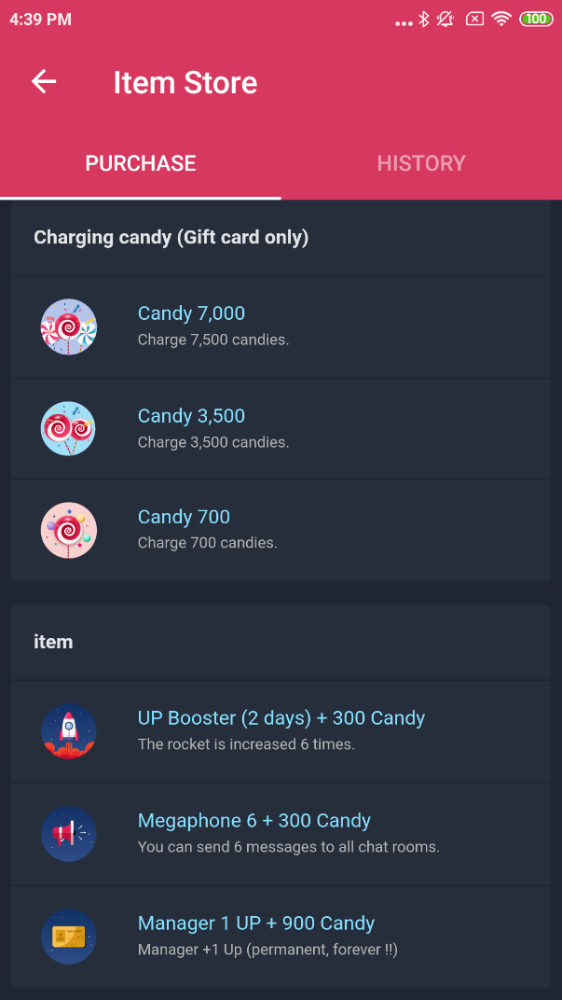 4:39 PM
100
Item Store
PURCHASE
HISTORY
Charging candy (Gift card only)
Candy 7,000
Charge 7,500 candies.
Candy 3,500
Charge 3,500 candies.
Candy 700
Charge 700 candies.
item
UP Booster (2 days) + 300 Candy
The rocket is increased 6 times.
Megaphone 6 + 300 Candy
You can send 6 messages to all chat rooms.
Manager 1 UP + 900 Candy
Manager +1 Up (permanent, forever !!)